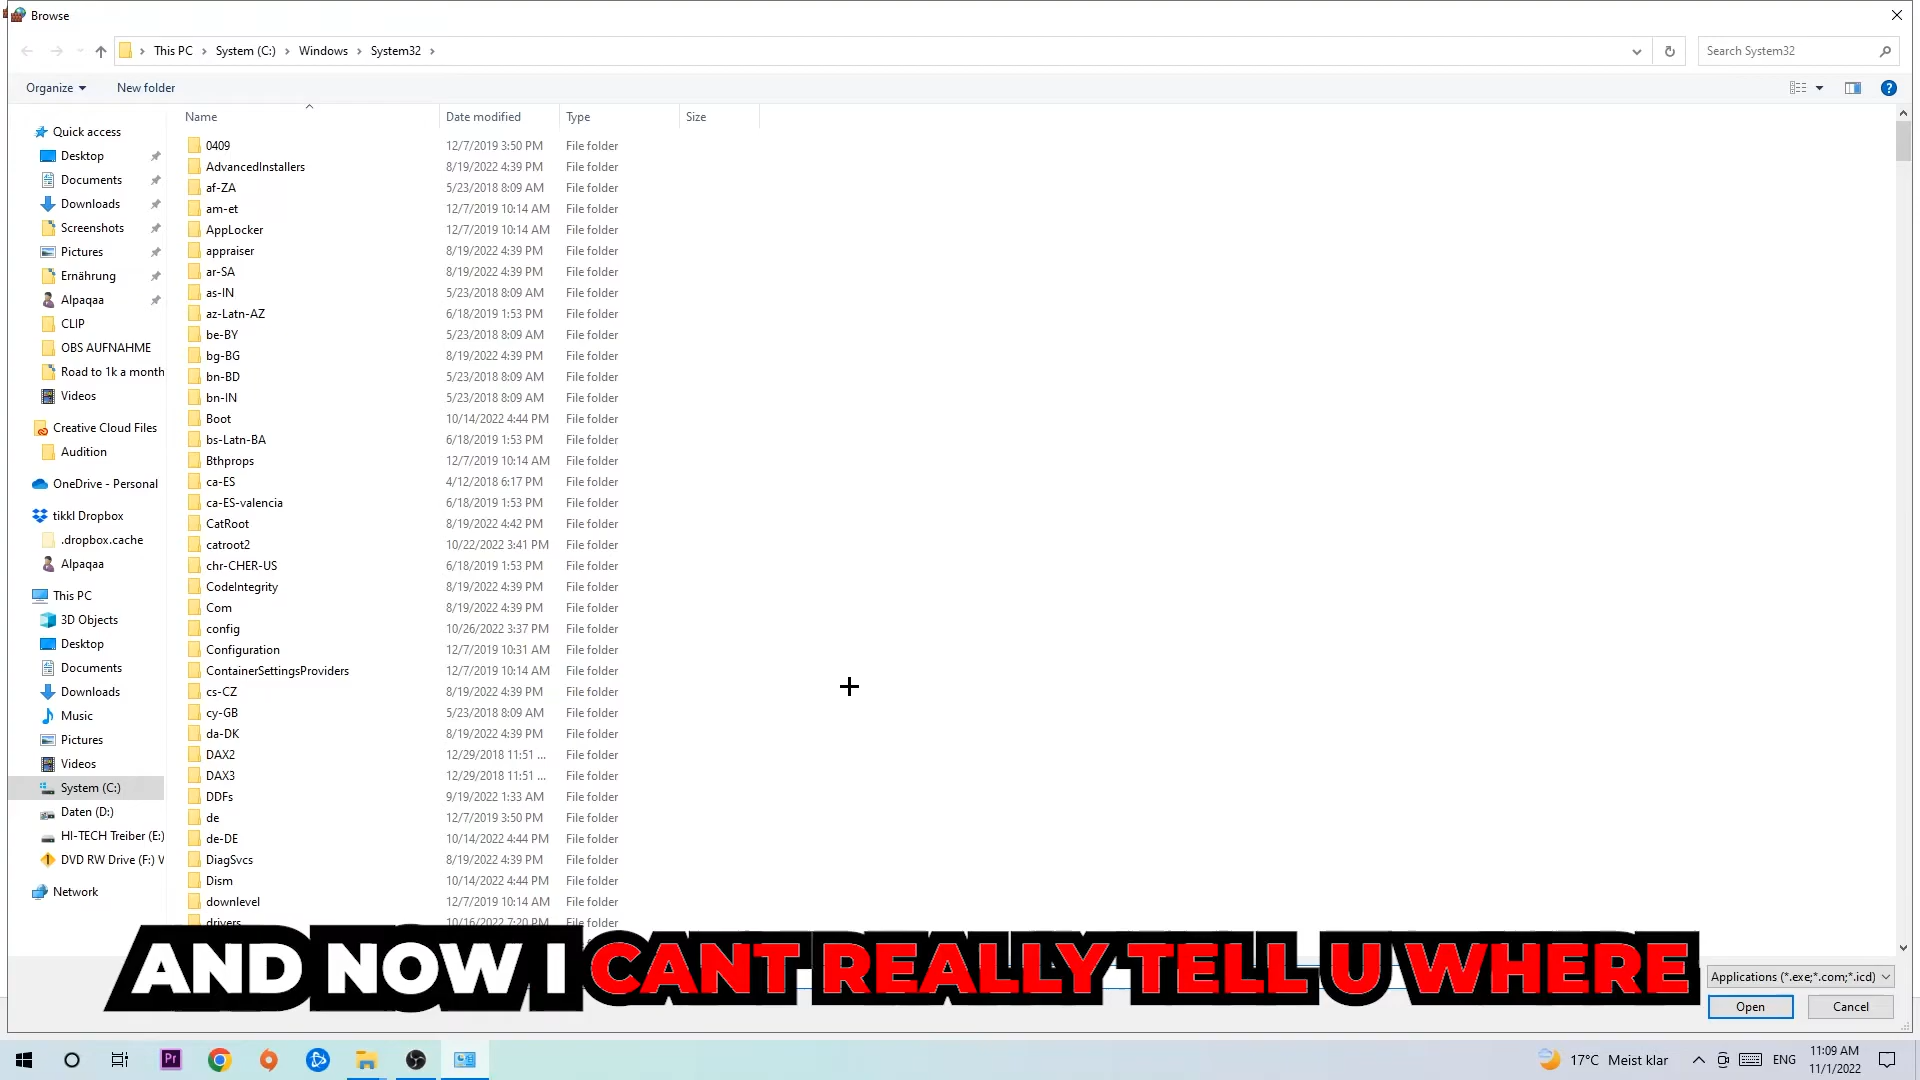 Browse
This PC > System (C:) > Windows > System32 >
Search System32
Organize
New folder
Name
Date modified
Type
Size
Quick access
Desktop
Documents
Downloads
Screenshots
Pictures
Ernährung
Alpaqaa
CLIP
OBS AUFNAHME
Road to 1k a month
Videos
Creative Cloud Files
Audition
OneDrive - Personal
tikkl Dropbox
.dropbox.cache
Alpaqaa
This PC
3D Objects
Desktop
Documents
Downloads
Music
Pictures
Videos
System (C:)
Daten (D:)
HI-TECH Treiber (E:)
DVD RW Drive (F:) V
Network
0409 12/7/2019 3:50 PM File folder
AdvancedInstallers 8/19/2022 4:39 PM File folder
af-ZA 5/23/2018 8:09 AM File folder
am-et 12/7/2019 10:14 AM File folder
AppLocker 12/7/2019 10:14 AM File folder
appraiser 8/19/2022 4:39 PM File folder
ar-SA 8/19/2022 4:39 PM File folder
as-IN 5/23/2018 8:09 AM File folder
az-Latn-AZ 6/18/2019 1:53 PM File folder
be-BY 5/23/2018 8:09 AM File folder
bg-BG 8/19/2022 4:39 PM File folder
bn-BD 5/23/2018 8:09 AM File folder
bn-IN 5/23/2018 8:09 AM File folder
Boot 10/14/2022 4:44 PM File folder
bs-Latn-BA 6/18/2019 1:53 PM File folder
Bthprops 12/7/2019 10:14 AM File folder
ca-ES 4/12/2018 6:17 PM File folder
ca-ES-valencia 6/18/2019 1:53 PM File folder
CatRoot 8/19/2022 4:42 PM File folder
catroot2 10/22/2022 3:41 PM File folder
chr-CHER-US 6/18/2019 1:53 PM File folder
CodeIntegrity 8/19/2022 4:39 PM File folder
Com 8/19/2022 4:39 PM File folder
config 10/26/2022 3:37 PM File folder
Configuration 12/7/2019 10:31 AM File folder
ContainerSettingsProviders 12/7/2019 10:14 AM File folder
cs-CZ 8/19/2022 4:39 PM File folder
cy-GB 5/23/2018 8:09 AM File folder
da-DK 8/19/2022 4:39 PM File folder
DAX2 12/29/2018 11:51 ... File folder
DAX3 12/29/2018 11:51 ... File folder
DDFs 9/19/2022 1:33 AM File folder
de 12/7/2019 3:50 PM File folder
de-DE 10/14/2022 4:44 PM File folder
DiagSvcs 8/19/2022 4:39 PM File folder
Dism 10/14/2022 4:44 PM File folder
downlevel 12/7/2019 10:14 AM File folder
drivers 10/16/2022 7:20 PM File folder
AND NOW I CANT REALLY TELL U WHERE
Applications (*.exe;*.com;*.icd)
Open
Cancel
Pr
17°C Meist klar
ENG
11:09 AM
11/1/2022